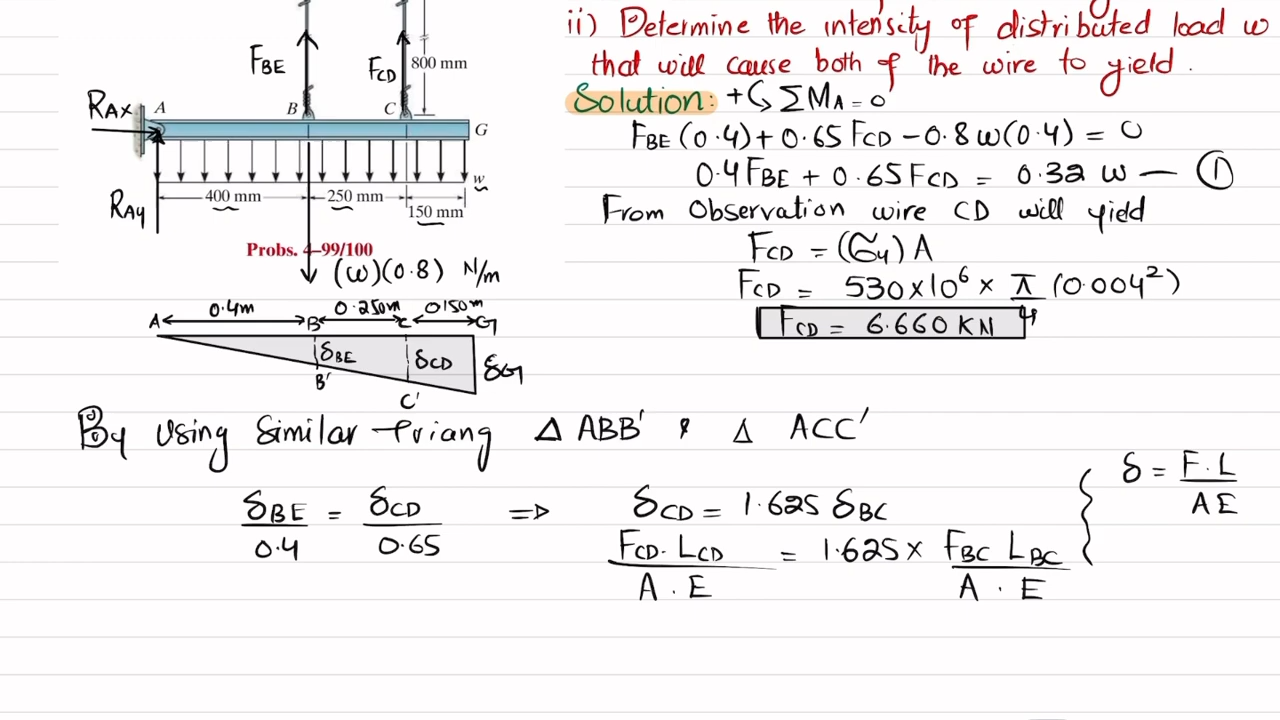 ii) Determine the intensity of distributed load w
that will cause both of the wire to yield.
Solution: +↺ ΣMA = 0
FBE (0.4) + 0.65 FCD - 0.8 w (0.4) = 0
0.4 FBE + 0.65 FCD = 0.32 w — ①
From Observation wire CD will yield
FCD = (σy) A
FCD = 530 × 10⁶ × π/4 (0.004²)
FCD = 6.660 KN
FBE
FCD
800 mm
RAX
A
B
C
G
w
400 mm
250 mm
150 mm
RAy
Probs. 4–99/100
(w)(0.8) N/m
0.4m
0.250m
0.150m
A
B
C
G
δBE
δCD
δG
B'
C'
By Using Similar Triang Δ ABB' & Δ ACC'
δBE/0.4 = δCD/0.65 ⇒ δCD = 1.625 δBC
FCD . LCD / A . E = 1.625 × FBC LBC / A . E
δ = F.L / AE